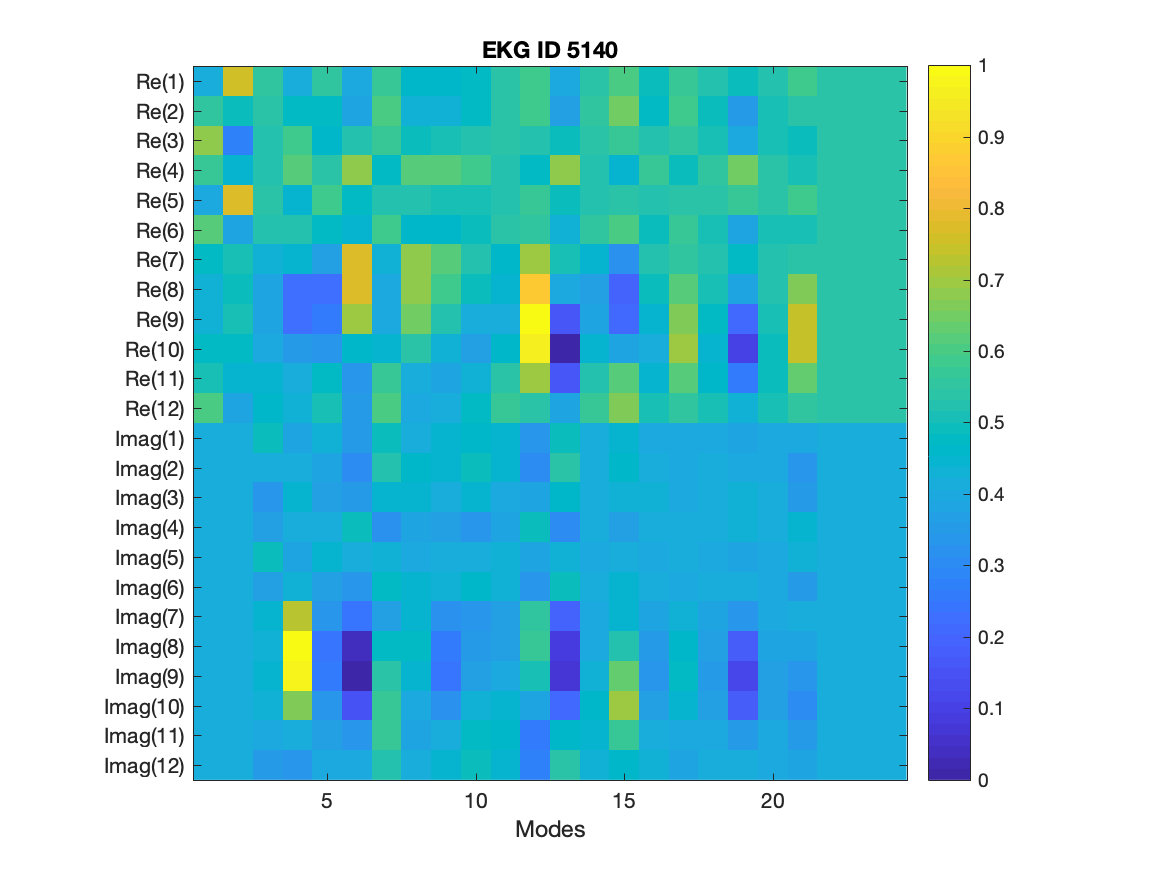 EKG ID 5140
Re(1)
Re(2)
Re(3)
Re(4)
Re(5)
Re(6)
Re(7)
Re(8)
Re(9)
Re(10)
Re(11)
Re(12)
Imag(1)
Imag(2)
Imag(3)
Imag(4)
Imag(5)
Imag(6)
Imag(7)
Imag(8)
Imag(9)
Imag(10)
Imag(11)
Imag(12)
5 10 15 20
Modes
1
0.9
0.8
0.7
0.6
0.5
0.4
0.3
0.2
0.1
0